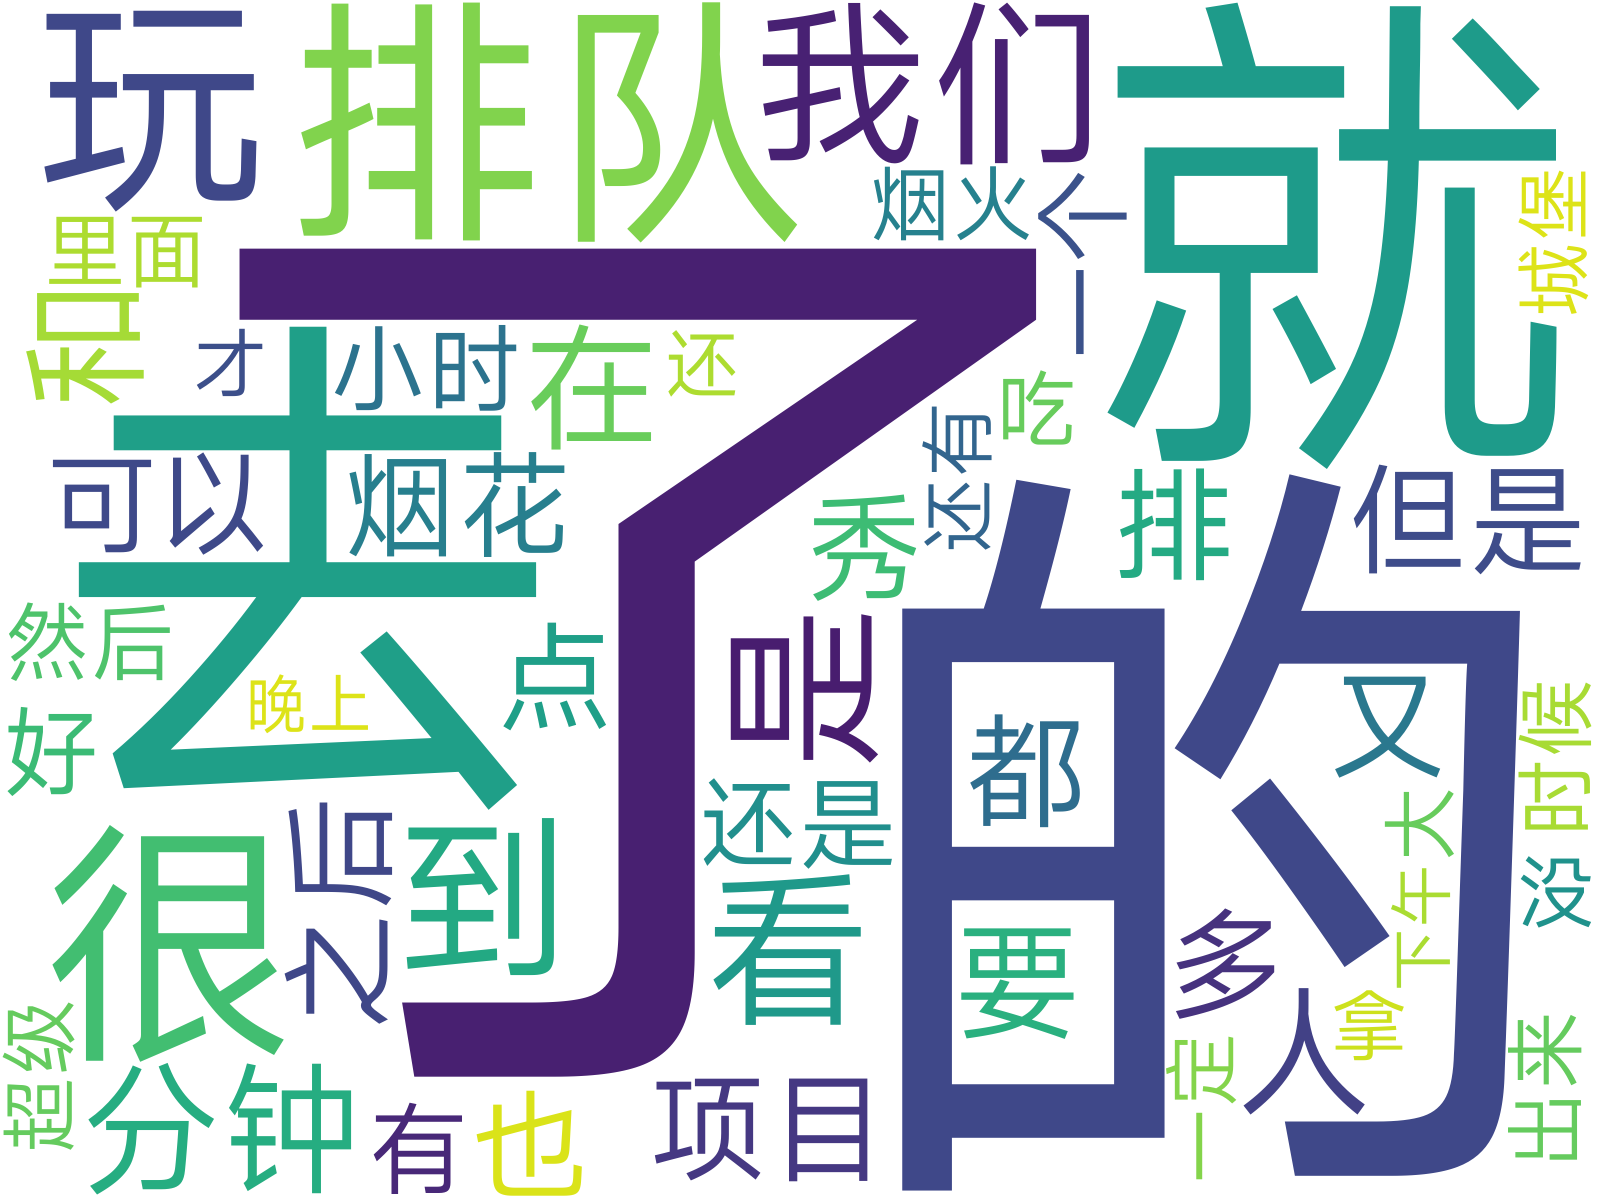 玩
排队
我们
就
烟火
一个
城堡
里面
和
了
去
才
小时
在
还
吃
还有
可以
烟花
秀
排
但是
的
然后
晚上
点
是
好
都
又
时候
很
之后
到
还是
看
要
多
人
下午
大
没
拿
超级
分钟
有
也
项目
一定
出来